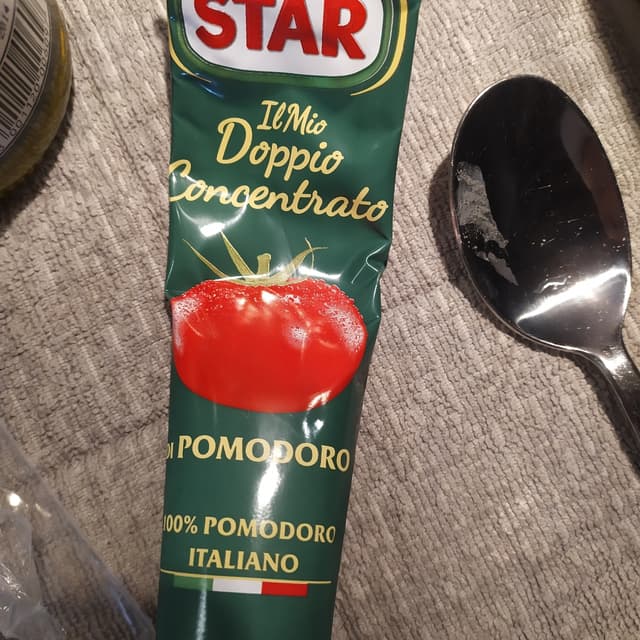 STAR
Il Mio
Doppio
Concentrato
DI POMODORO
100% POMODORO
ITALIANO